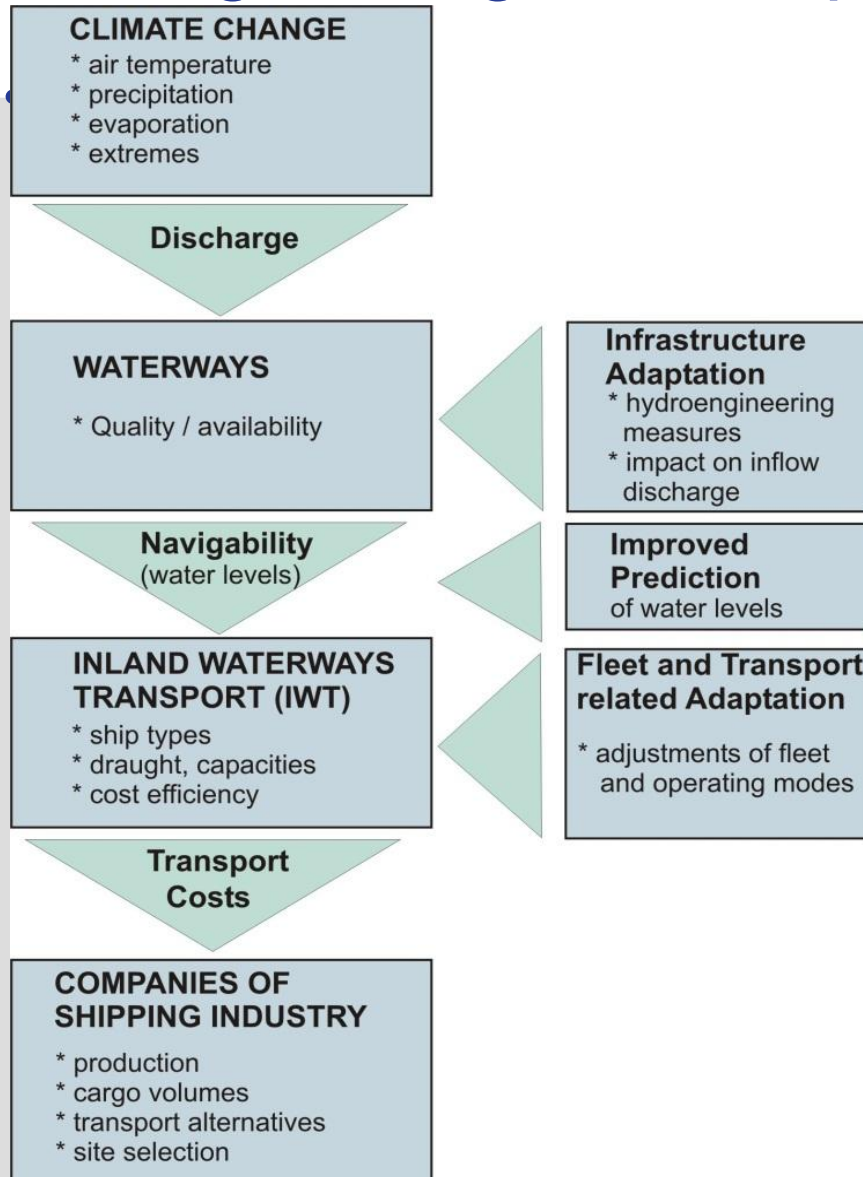 CLIMATE CHANGE
* air temperature
* precipitation
* evaporation
* extremes
Discharge
WATERWAYS
* Quality / availability
Infrastructure
Adaptation
* hydroengineering
measures
* impact on inflow
discharge
Navigability
(water levels)
Improved
Prediction
of water levels
INLAND WATERWAYS
TRANSPORT (IWT)
* ship types
* draught, capacities
* cost efficiency
Fleet and Transport
related Adaptation
* adjustments of fleet
and operating modes
Transport
Costs
COMPANIES OF
SHIPPING INDUSTRY
* production
* cargo volumes
* transport alternatives
* site selection